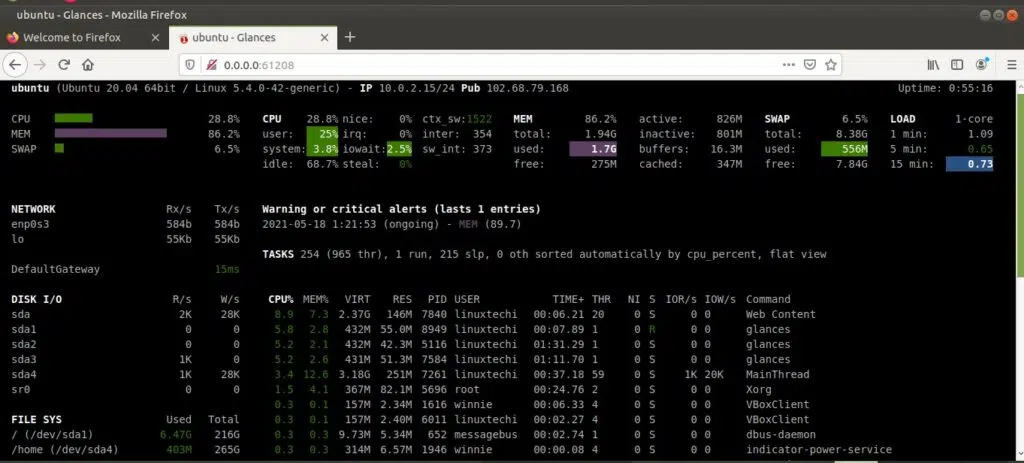 ubuntu - Glances - Mozilla Firefox
Welcome to Firefox
ubuntu - Glances
0.0.0.0:61208
ubuntu (Ubuntu 20.04 64bit / Linux 5.4.0-42-generic) - IP 10.0.2.15/24 Pub 102.68.79.168 Uptime: 0:55:16
CPU 28.8% CPU 28.8% nice: 0% ctx_sw:1522 MEM 86.2% active: 826M SWAP 6.5% LOAD 1-core
MEM 86.2% user: 25% irq: 0% inter: 354 total: 1.94G inactive: 801M total: 8.38G 1 min: 1.09
SWAP 6.5% system: 3.8% iowait: 2.5% sw_int: 373 used: 1.7G buffers: 16.3M used: 556M 5 min: 0.65
idle: 68.7% steal: 0% free: 275M cached: 347M free: 7.84G 15 min: 0.73
NETWORK Rx/s Tx/s Warning or critical alerts (lasts 1 entries)
enp0s3 584b 584b 2021-05-18 1:21:53 (ongoing) - MEM (89.7)
lo 55Kb 55Kb
TASKS 254 (965 thr), 1 run, 215 slp, 0 oth sorted automatically by cpu_percent, flat view
DefaultGateway 15ms
DISK I/O R/s W/s CPU% MEM% VIRT RES PID USER TIME+ THR NI S IOR/s IOW/s Command
sda 2K 28K 8.9 7.3 2.37G 146M 7840 linuxtechi 00:06.21 20 0 S 0 0 Web Content
sda1 0 0 5.8 2.8 432M 55.0M 8949 linuxtechi 00:07.89 1 0 R 0 0 glances
sda2 0 0 5.2 2.1 432M 42.3M 5116 linuxtechi 01:31.29 1 0 S 0 0 glances
sda3 1K 0 5.2 2.6 431M 51.3M 7584 linuxtechi 01:11.70 1 0 S 0 0 glances
sda4 1K 28K 3.4 12.6 3.18G 251M 7261 linuxtechi 00:37.18 59 0 S 1K 20K MainThread
sr0 0 0 1.5 4.1 367M 82.1M 5696 root 00:24.76 2 0 S 0 0 Xorg
0.3 0.1 157M 2.34M 1616 winnie 00:06.33 4 0 S 0 0 VBoxClient
FILE SYS Used Total 0.3 0.1 157M 2.40M 6011 linuxtechi 00:02.27 4 0 S 0 0 VBoxClient
/ (/dev/sda1) 6.47G 216G 0.3 0.3 9.73M 5.34M 652 messagebus 00:02.74 1 0 S 0 0 dbus-daemon
/home (/dev/sda4) 403M 265G 0.3 0.3 314M 6.57M 1946 winnie 00:00.08 4 0 S 0 0 indicator-power-service